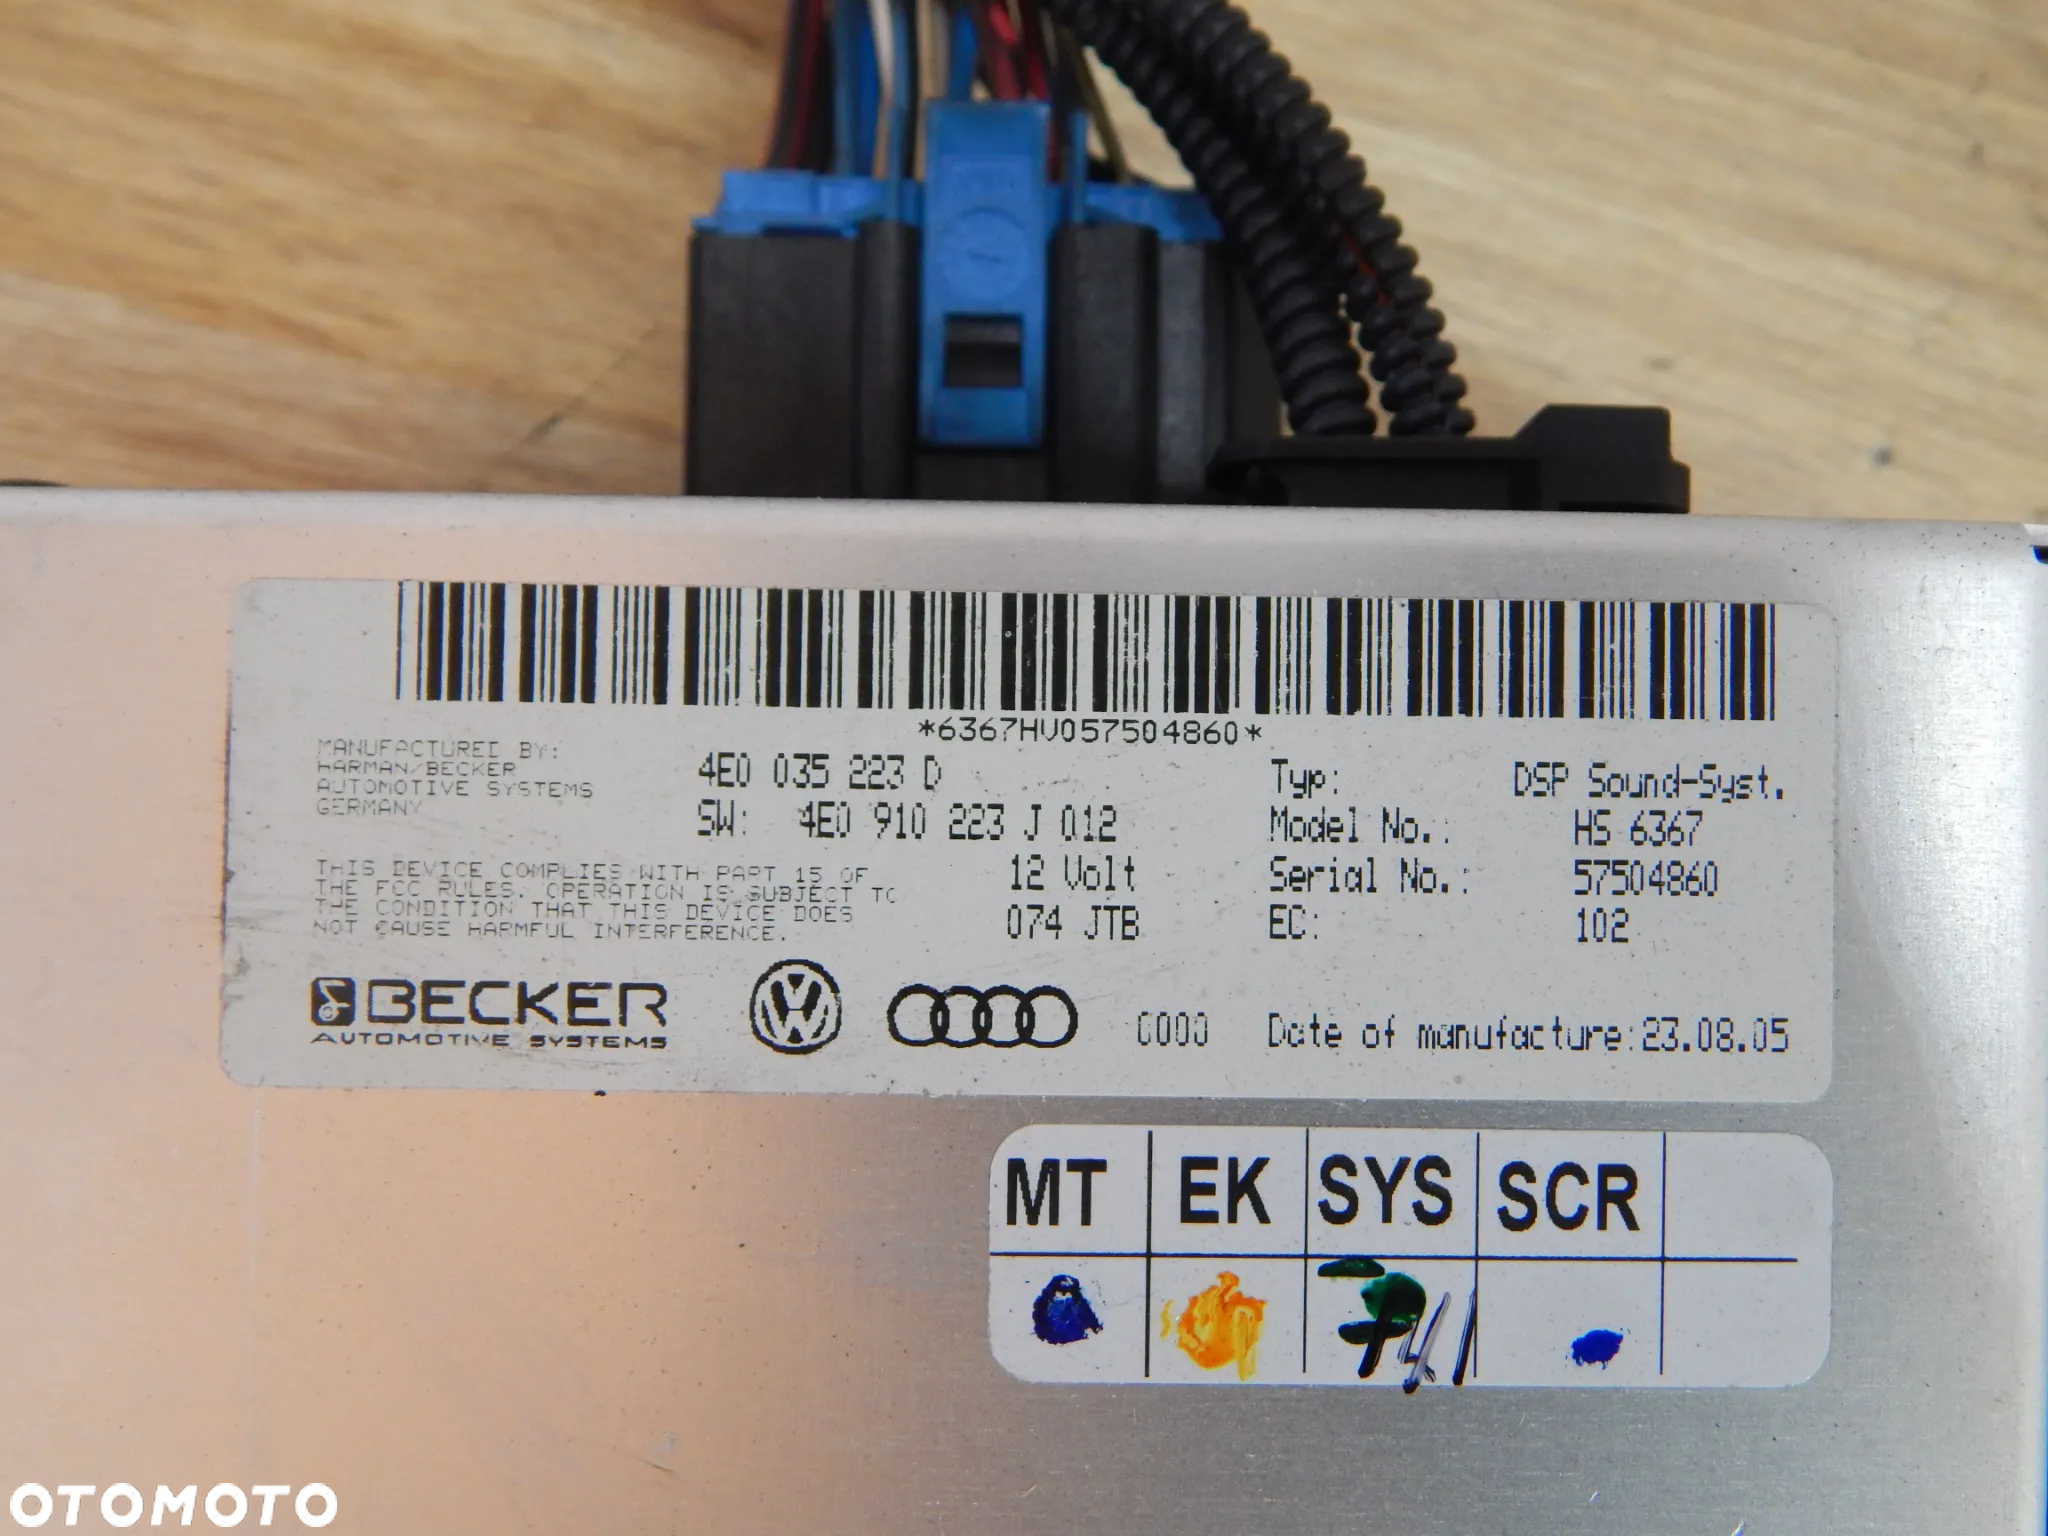 *6367HV057504860*
MANUFACTURED BY:
HARMAN/BECKER
AUTOMOTIVE SYSTEMS
GERMANY
4E0 035 223 D
SW: 4E0 910 223 J 012
12 Volt
074 JTB
Typ: DSP Sound-Syst.
Model No.: HS 6367
Serial No.: 57504860
EC: 102
THIS DEVICE COMPLIES WITH PART 15 OF
THE FCC RULES. OPERATION IS SUBJECT TO
THE CONDITION THAT THIS DEVICE DOES
NOT CAUSE HARMFUL INTERFERENCE.
BECKER
AUTOMOTIVE SYSTEMS
0000
Date of manufacture:23.08.05
MT EK SYS SCR
OTOMOTO